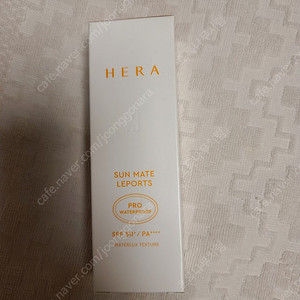 HERA
SUN MATE
LEPORTS
PRO
WATERPROOF
SPF 50+ / PA++++
cafe.naver.com/joonggonara